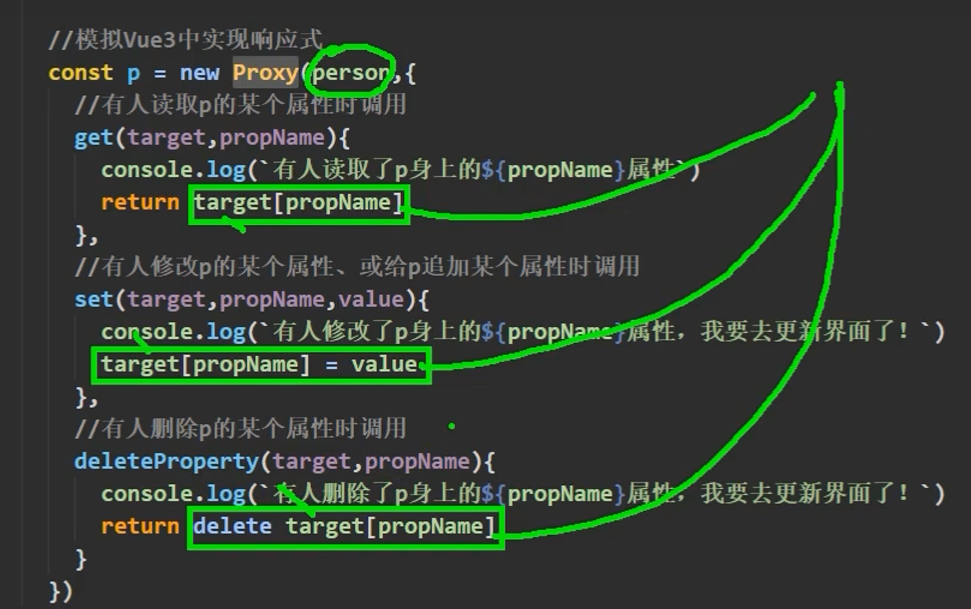 //模拟Vue3中实现响应式
const p = new Proxy(person,{
//有人读取p的某个属性时调用
get(target,propName){
console.log(`有人读取了p身上的${propName}属性`)
return target[propName]
},
//有人修改p的某个属性、或给p追加某个属性时调用
set(target,propName,value){
console.log(`有人修改了p身上的${propName}属性，我要去更新界面了！`)
target[propName] = value
},
//有人删除p的某个属性时调用
deleteProperty(target,propName){
console.log(`有人删除了p身上的${propName}属性，我要去更新界面了！`)
return delete target[propName]
}
})